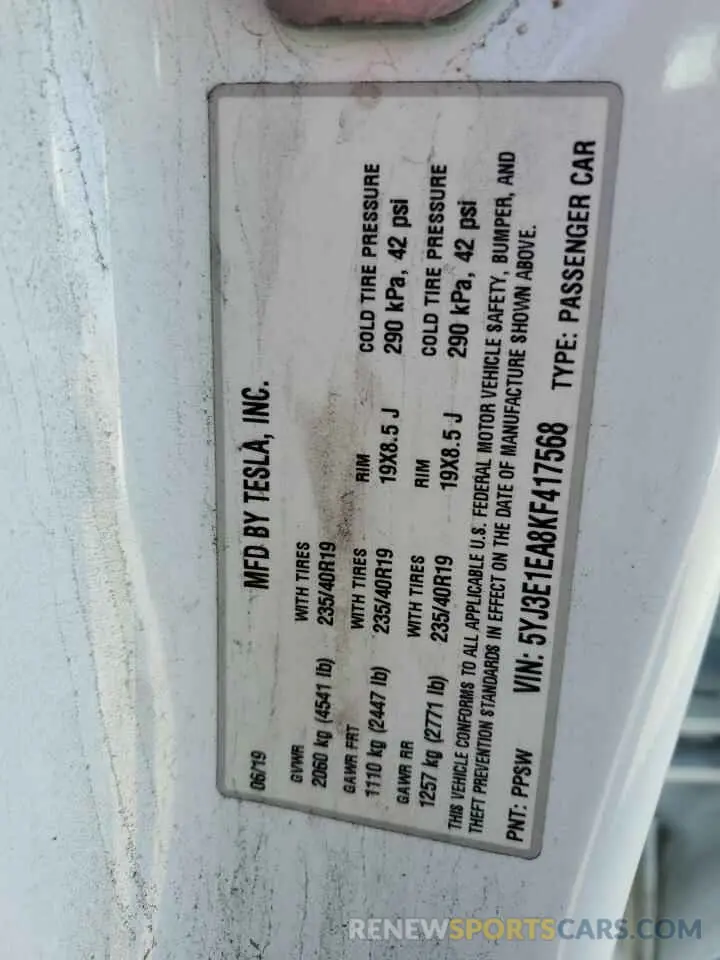 06/19 MFD BY TESLA, INC.
GVWR WITH TIRES
2060 kg (4541 lb) 235/40R19
GAWR FRT WITH TIRES RIM COLD TIRE PRESSURE
1110 kg (2447 lb) 235/40R19 19X8.5 J 290 kPa, 42 psi
GAWR RR WITH TIRES RIM COLD TIRE PRESSURE
1257 kg (2771 lb) 235/40R19 19X8.5 J 290 kPa, 42 psi
THIS VEHICLE CONFORMS TO ALL APPLICABLE U.S. FEDERAL MOTOR VEHICLE SAFETY, BUMPER, AND
THEFT PREVENTION STANDARDS IN EFFECT ON THE DATE OF MANUFACTURE SHOWN ABOVE.
PNT: PPSW VIN: 5YJ3E1EA8KF417568 TYPE: PASSENGER CAR
RENEWSPORTSCARS.COM